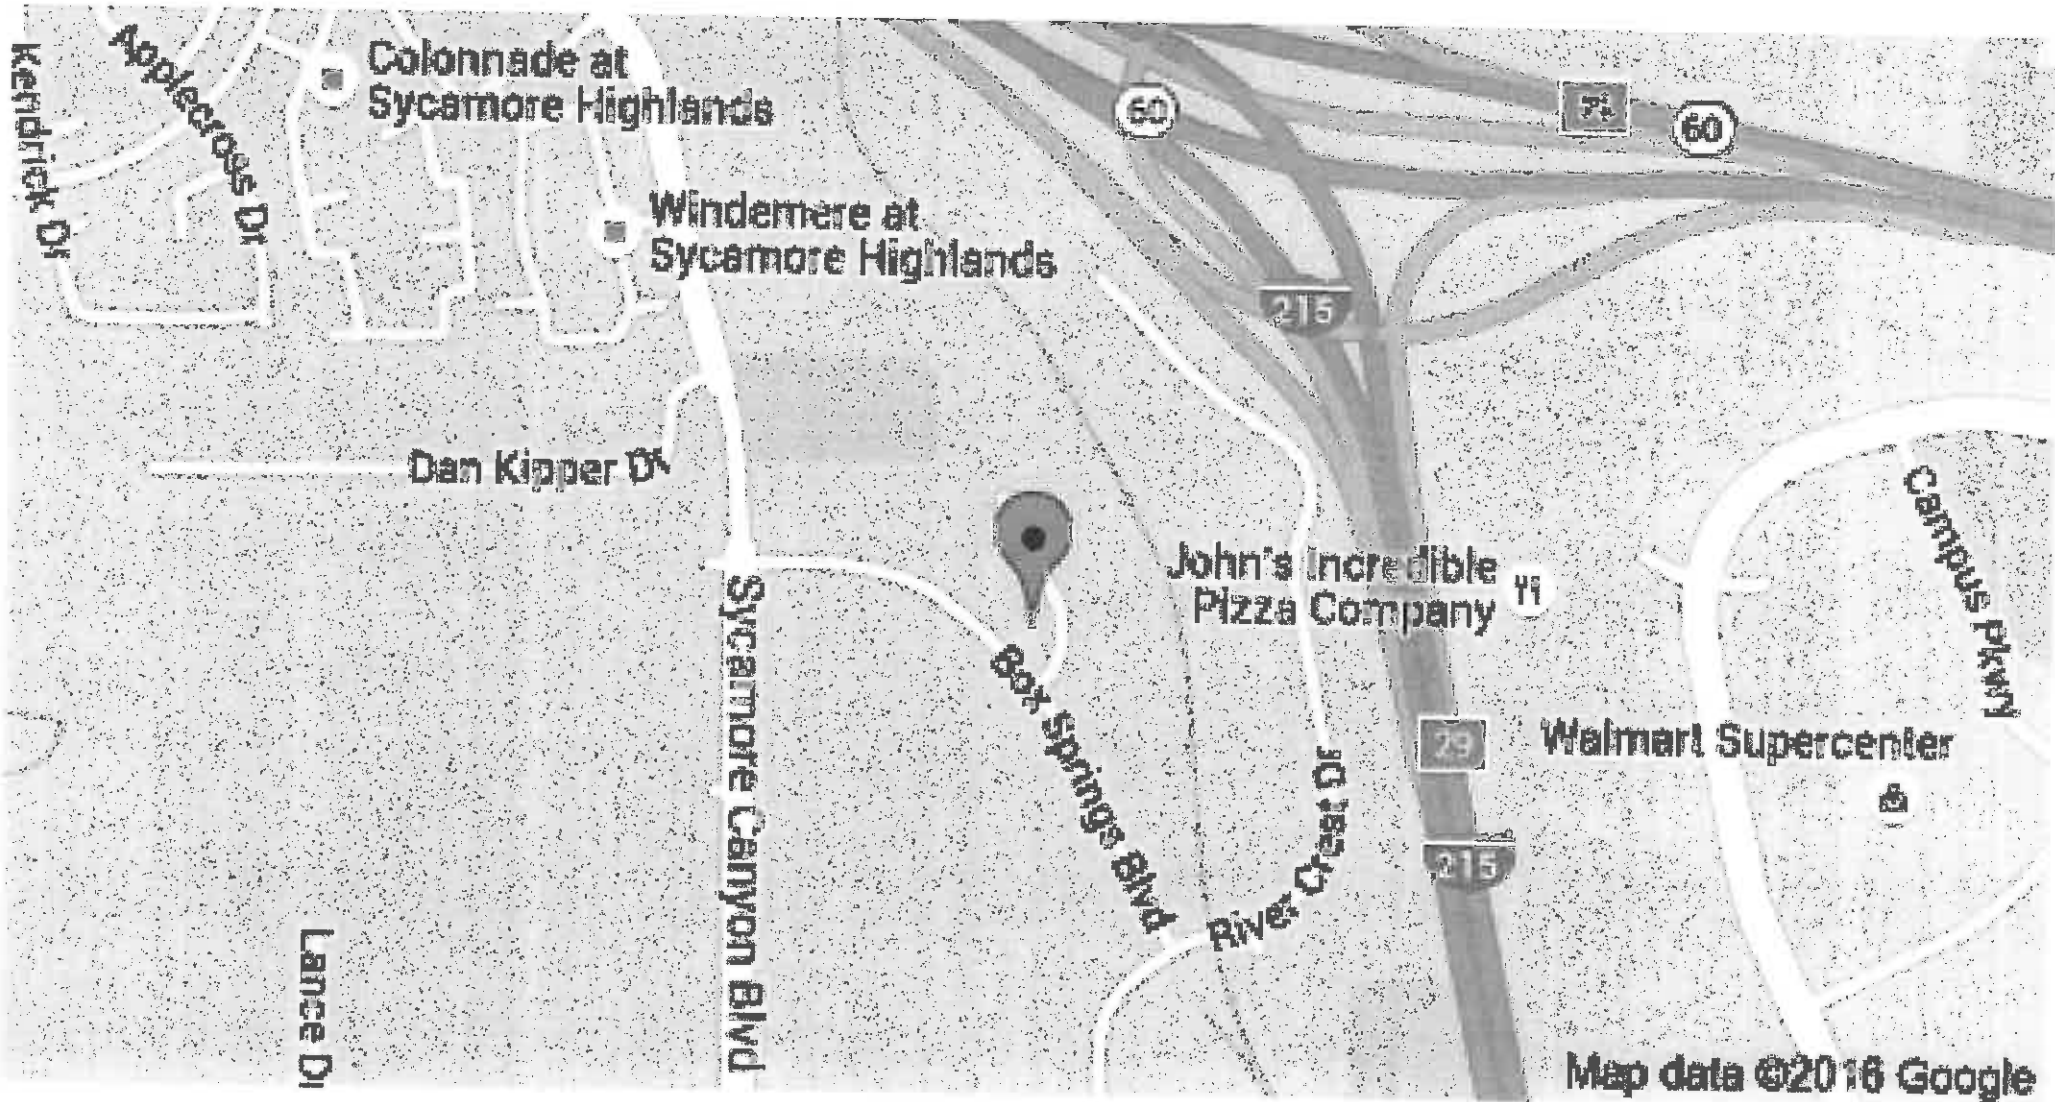 Kendrick Dr
Applecross Dr
Colonnade at
Sycamore Highlands
60
60
Windemere at
Sycamore Highlands
215
Dan Kipper Dr
Campus Pkwy
John's Incredible
Pizza Company
Sycamore Canyon Blvd
Box Springs Blvd
River Crest Dr
29
Walmart Supercenter
215
Lance Dr
Map data ©2016 Google